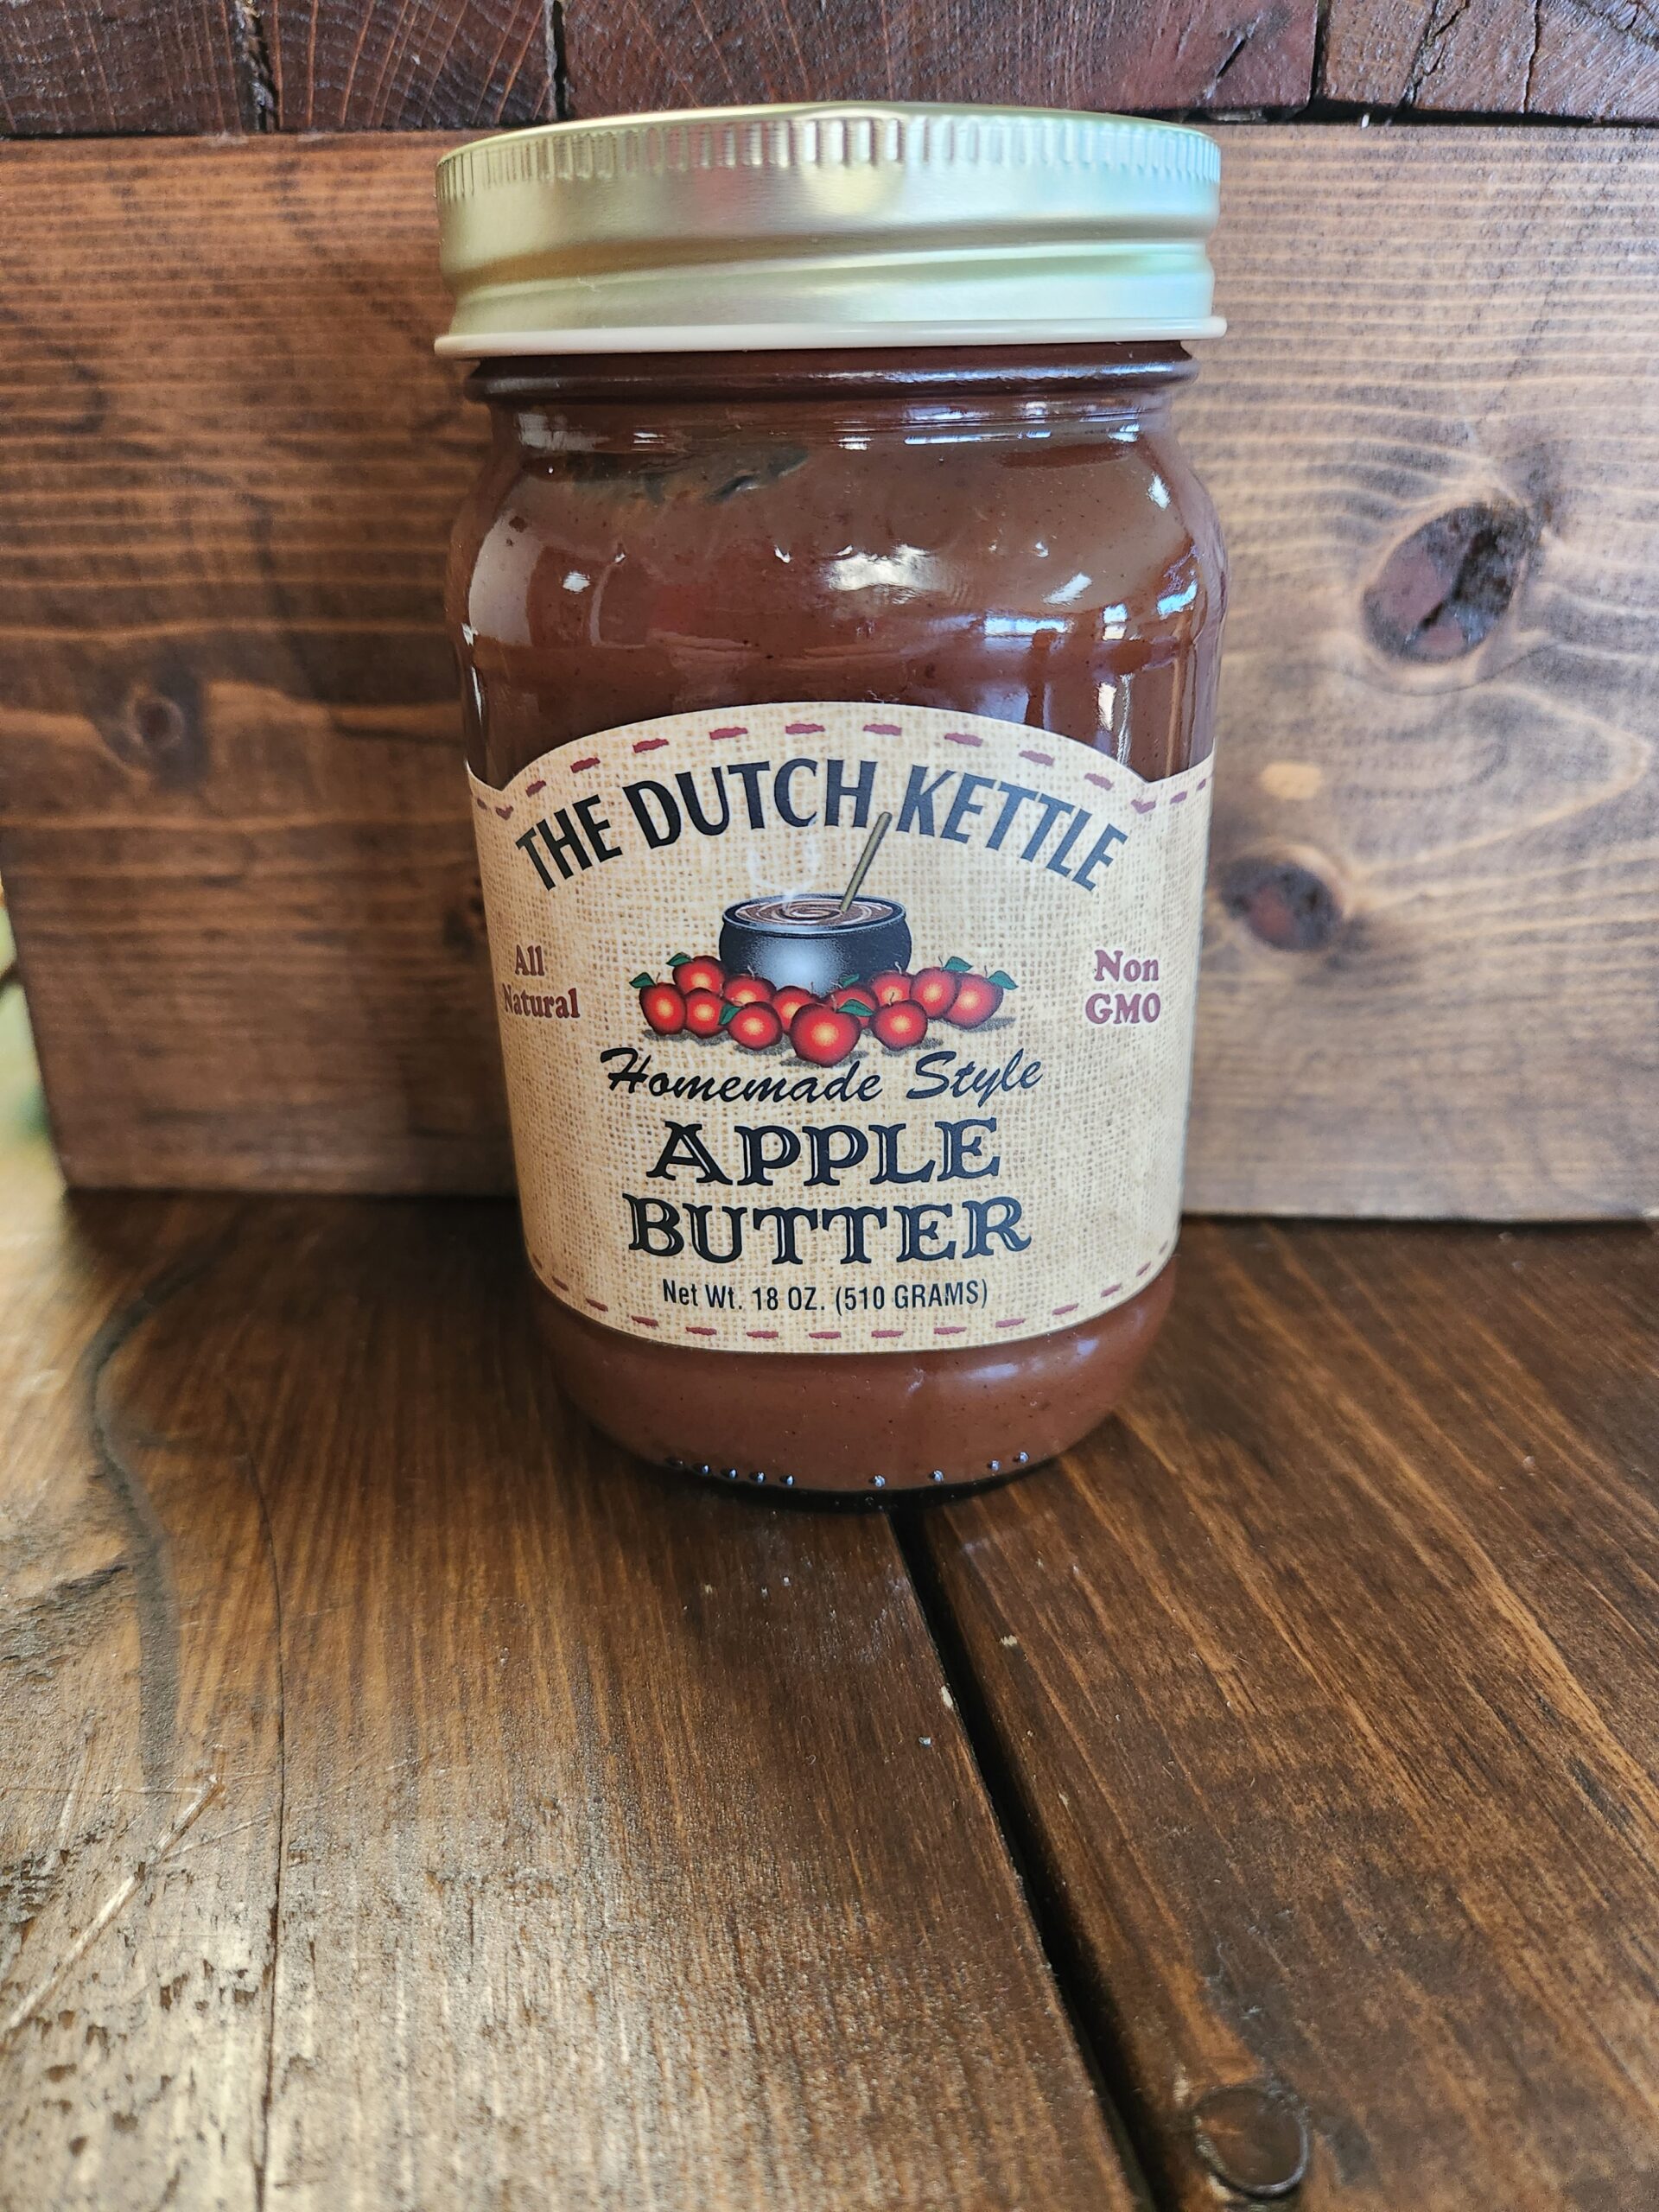 THE DUTCH KETTLE
All
Natural
Non
GMO
Homemade Style
APPLE
BUTTER
Net Wt. 18 OZ. (510 GRAMS)